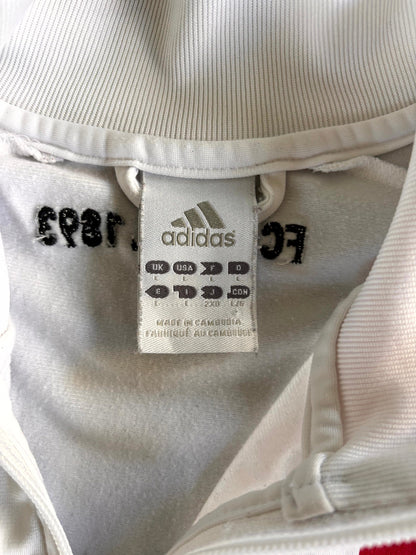 adidas
UK USA F D
L L L L
E I J CDN
L L 2XO L/G
MADE IN CAMBODIA
FABRIQUÉ AU CAMBODGE
FC
1893